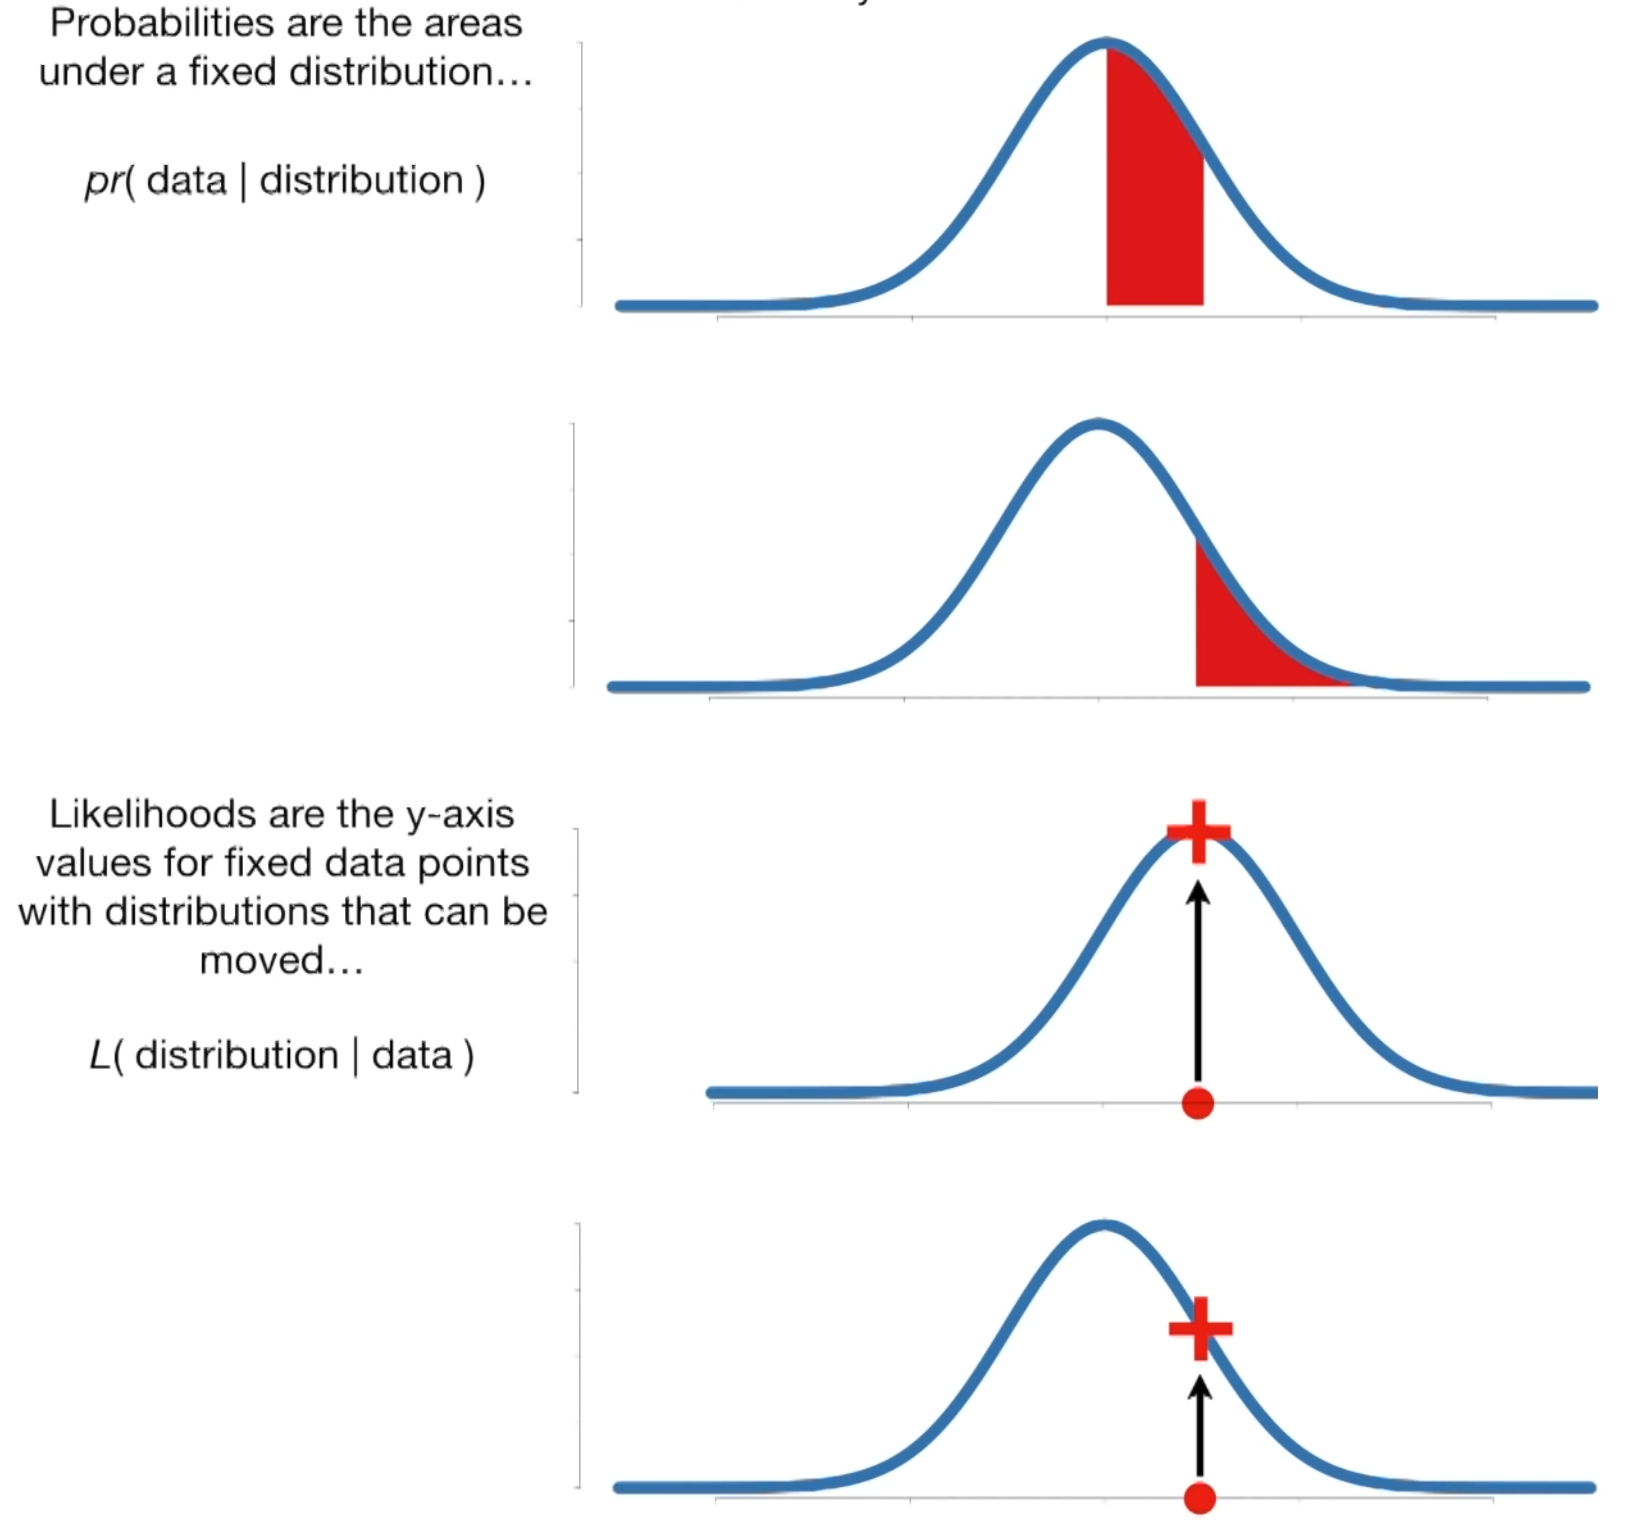 Probabilities are the areas
under a fixed distribution…
pr( data | distribution )
Likelihoods are the y-axis
values for fixed data points
with distributions that can be
moved…
L( distribution | data )